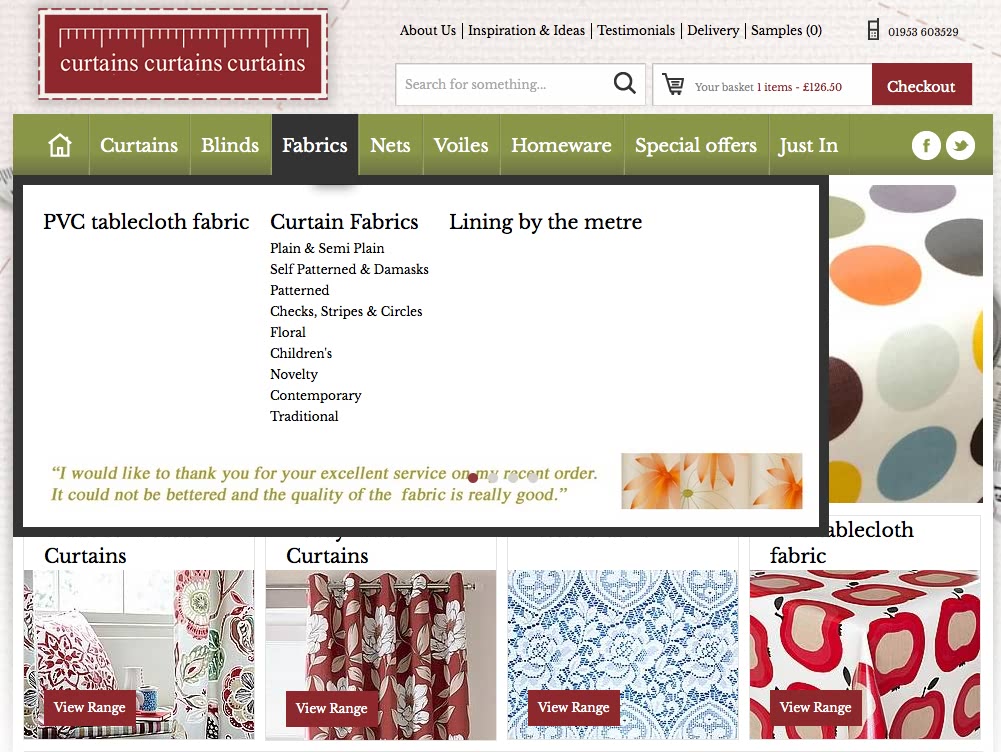 curtains curtains curtains
About Us | Inspiration & Ideas | Testimonials | Delivery | Samples (0)
01953 603529
Search for something...
Your basket 1 items - £126.50
Checkout
Curtains
Blinds
Fabrics
Nets
Voiles
Homeware
Special offers
Just In
f
PVC tablecloth fabric
Curtain Fabrics
Plain & Semi Plain
Self Patterned & Damasks
Patterned
Checks, Stripes & Circles
Floral
Children's
Novelty
Contemporary
Traditional
Lining by the metre
“I would like to thank you for your excellent service on my recent order.
It could not be bettered and the quality of the fabric is really good.”
Curtains
Curtains
ablecloth
fabric
View Range
View Range
View Range
View Range